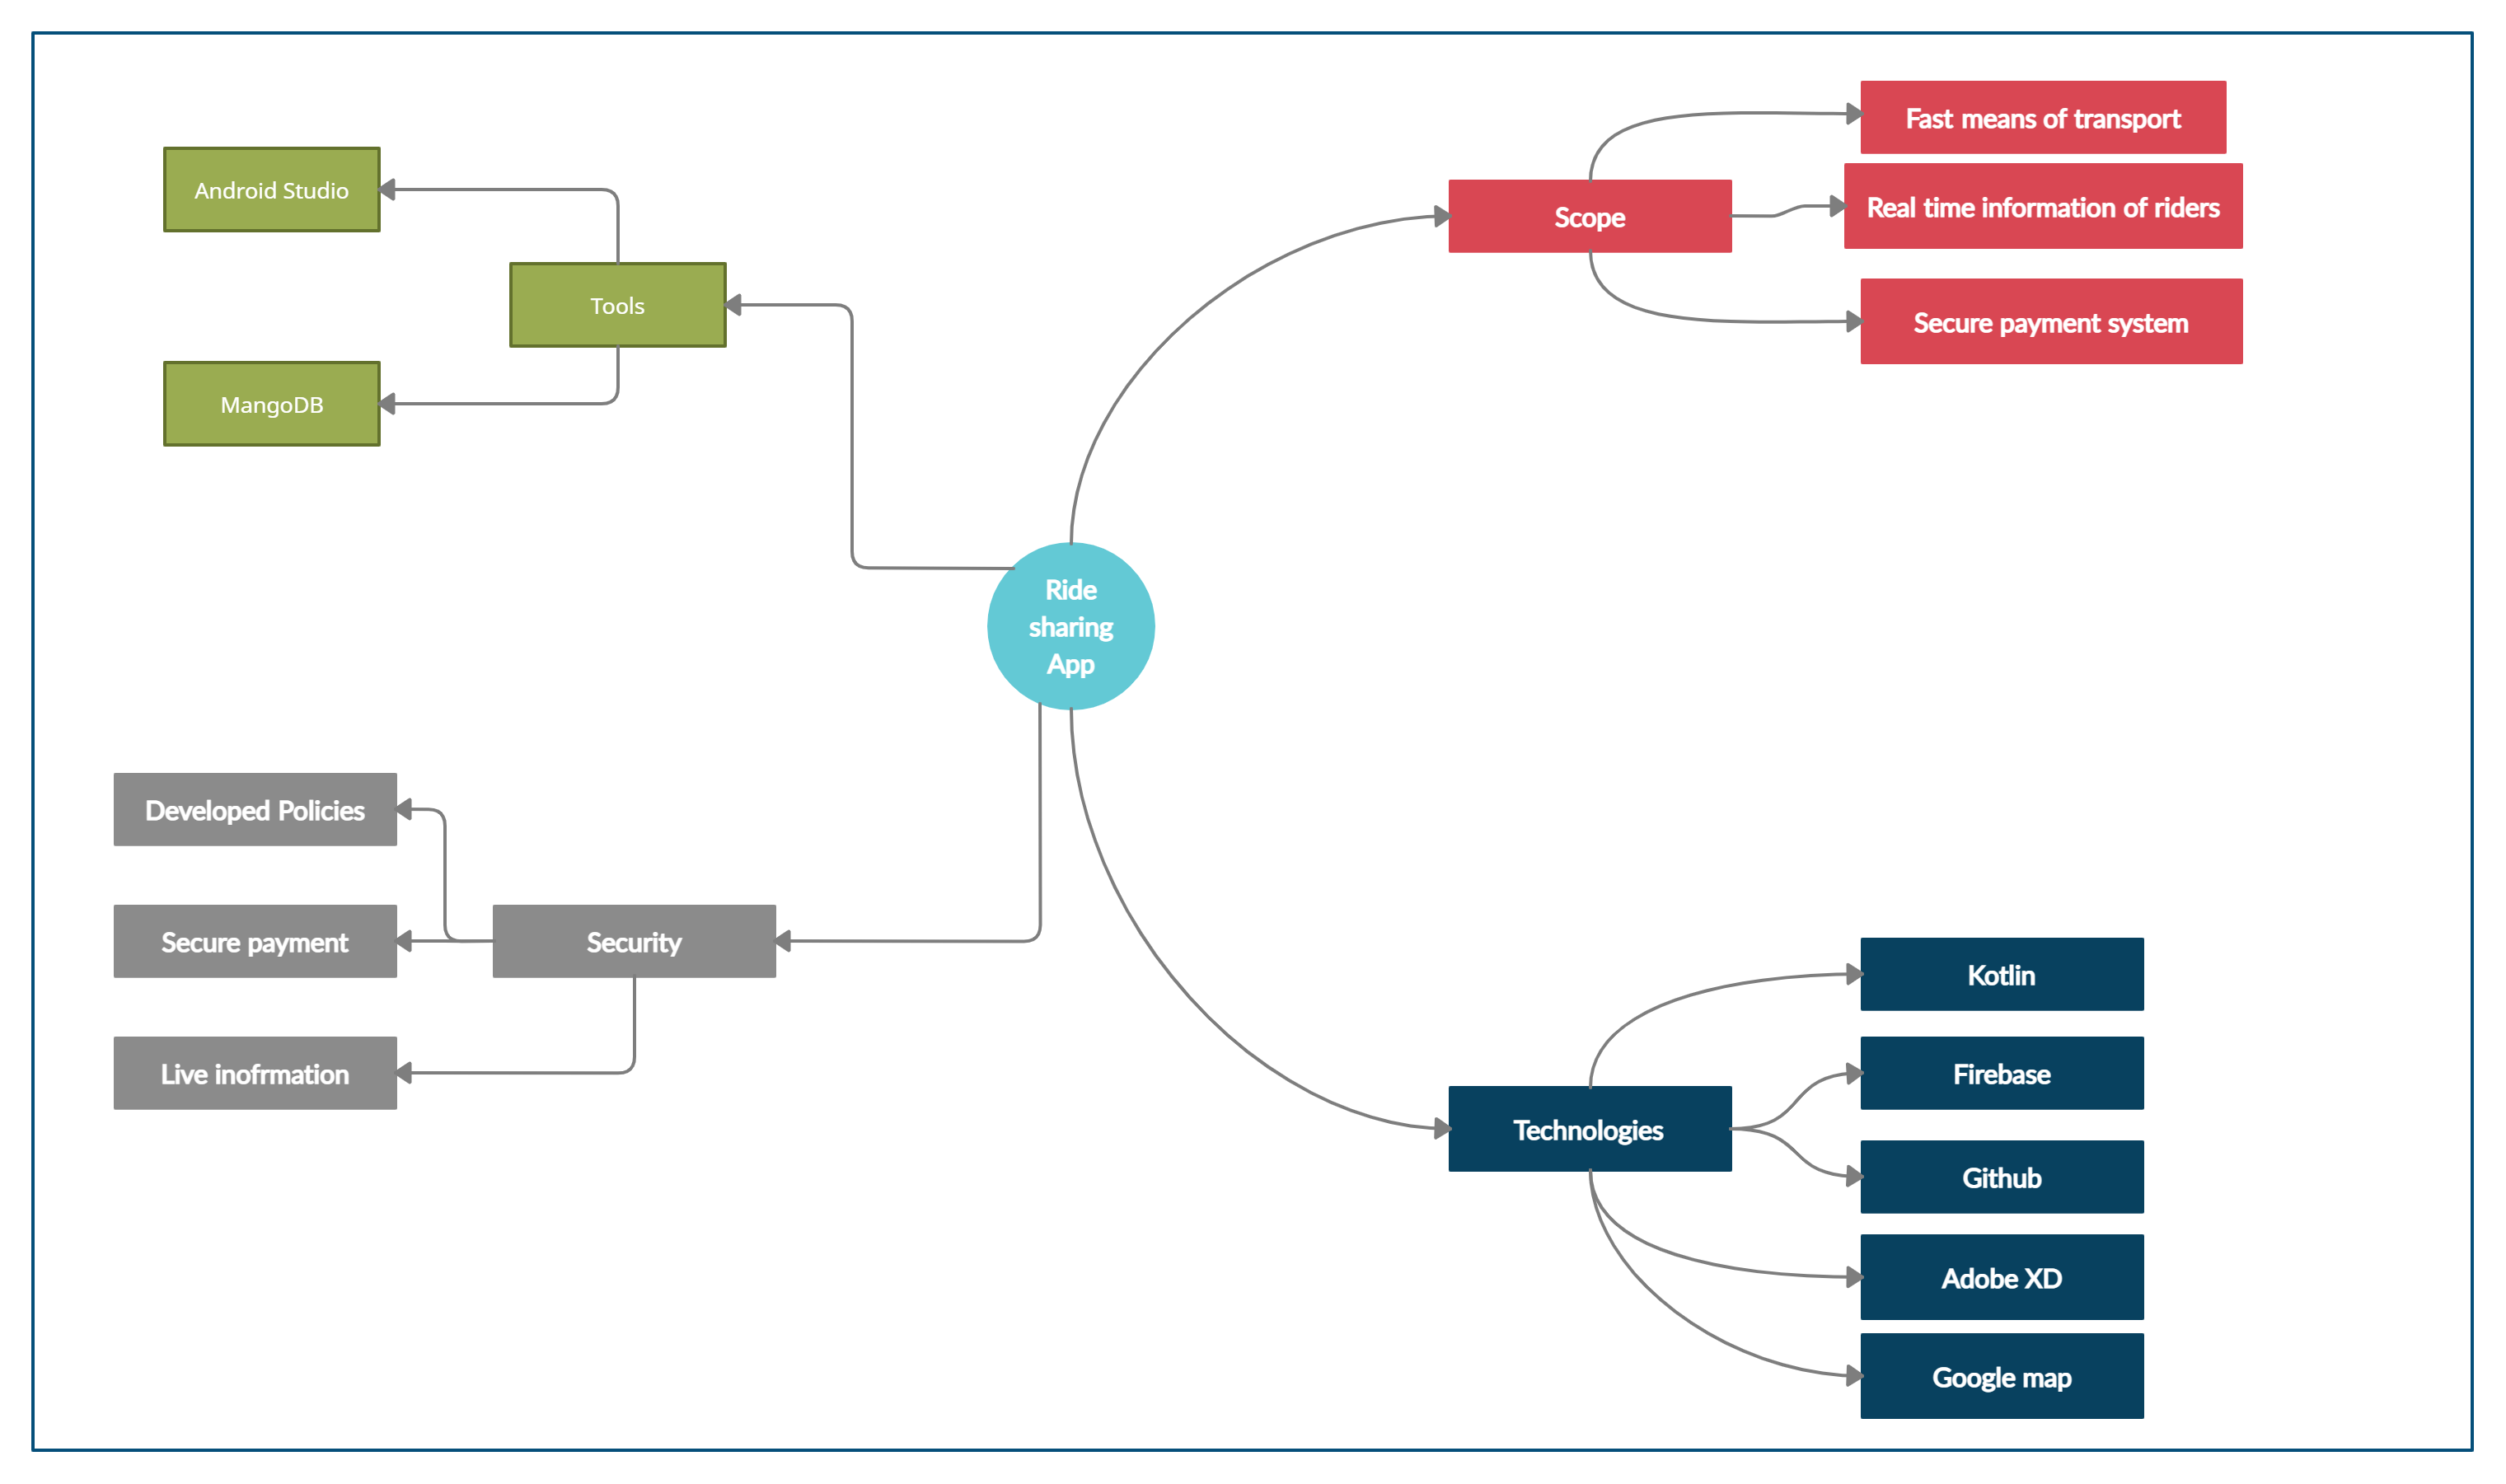 Fast means of transport
Android Studio
Real time information of riders
Scope
Tools
Secure payment system
MangoDB
Ride
sharing
App
Developed Policies
Secure payment
Security
Kotlin
Live inofrmation
Firebase
Technologies
Github
Adobe XD
Google map